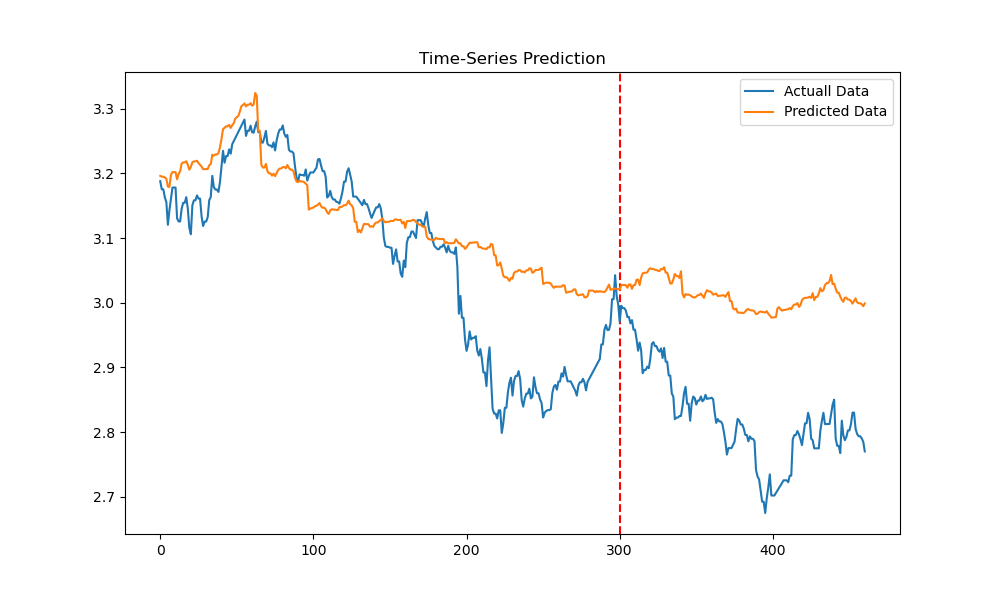 Time-Series Prediction
Actuall Data
Predicted Data
3.3
3.2
3.1
3.0
2.9
2.8
2.7
0 100 200 300 400